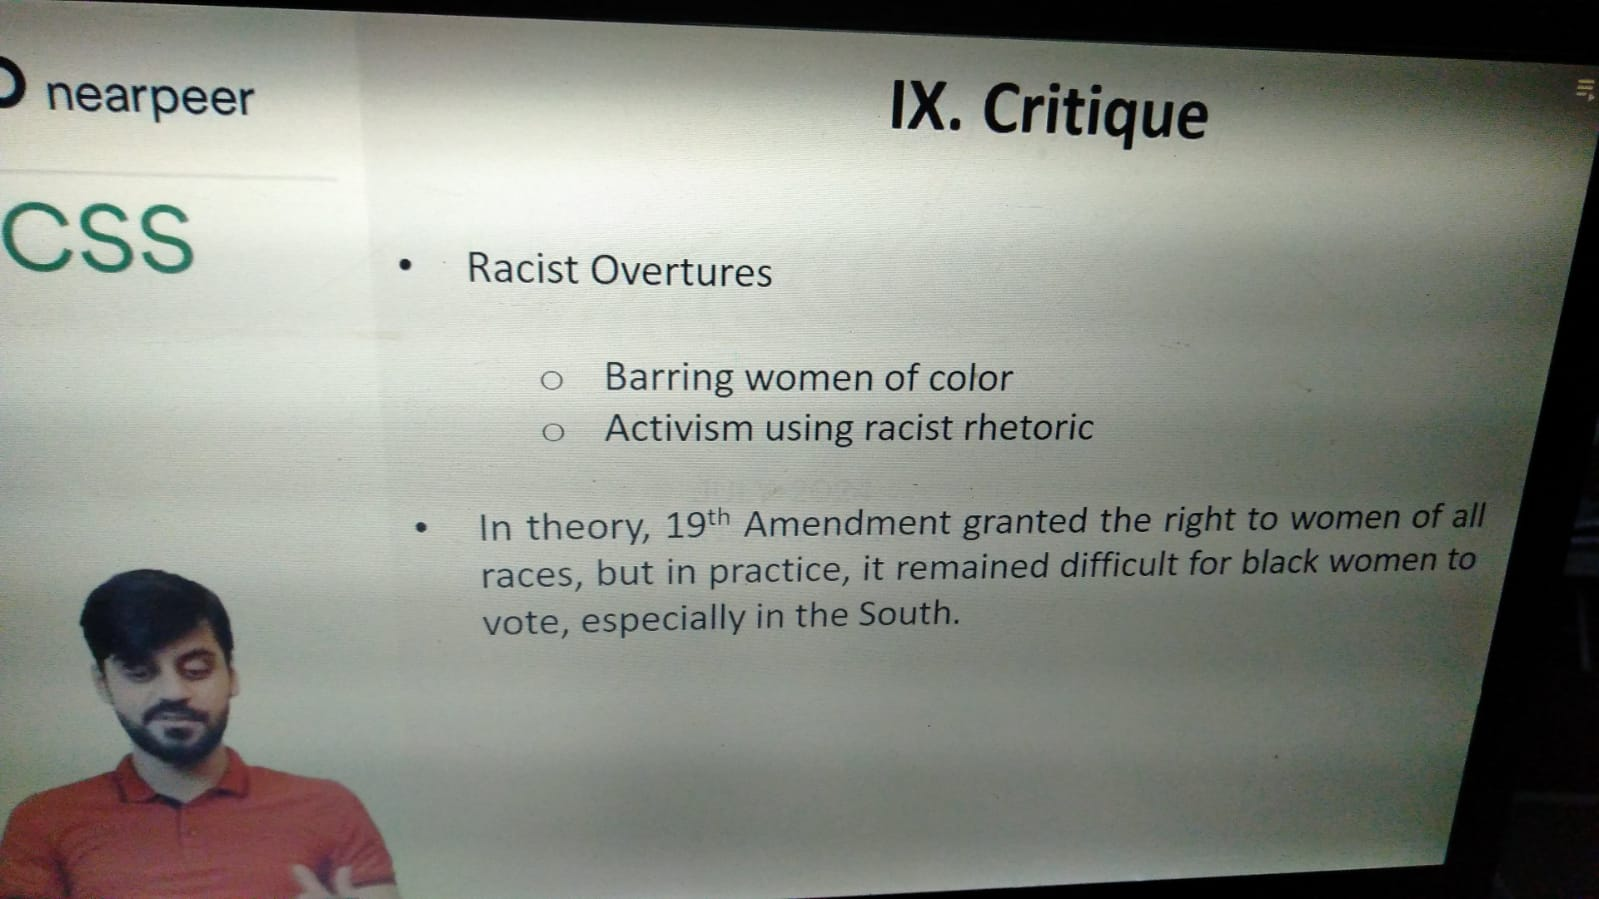 nearpeer
CSS
IX. Critique
• Racist Overtures
o Barring women of color
o Activism using racist rhetoric
• In theory, 19th Amendment granted the right to women of all
races, but in practice, it remained difficult for black women to
vote, especially in the South.